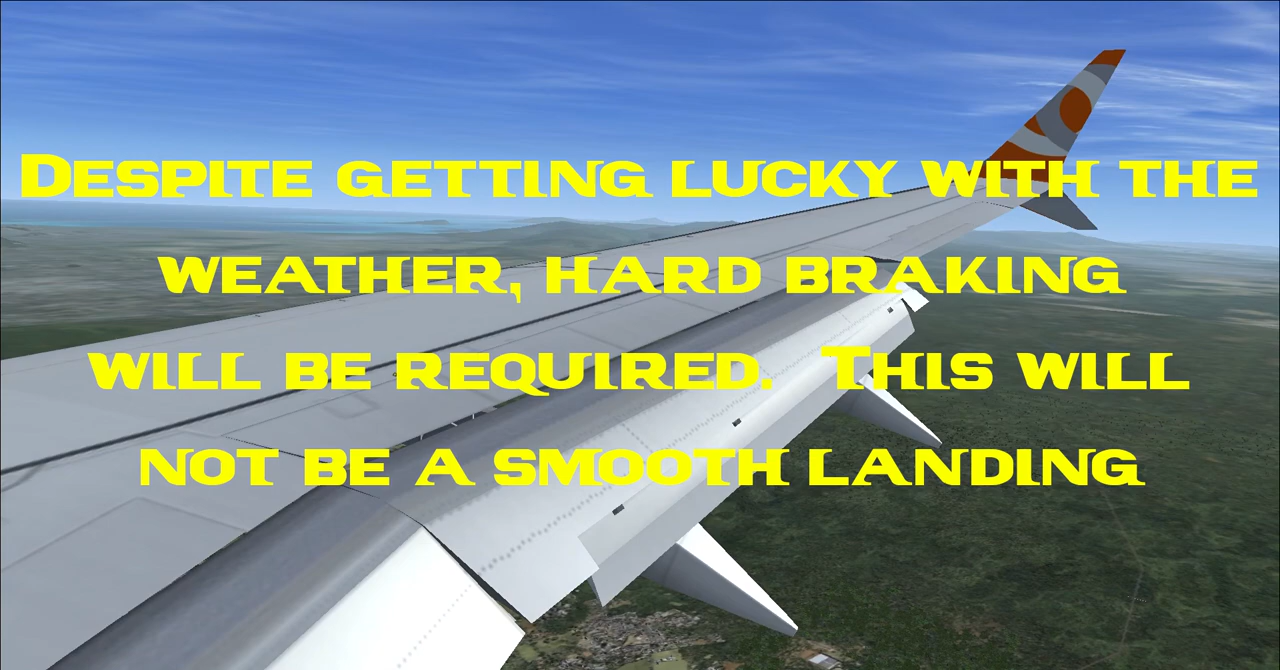 Despite getting lucky with the
weather, hard braking
will be required.  This will
not be a smooth landing